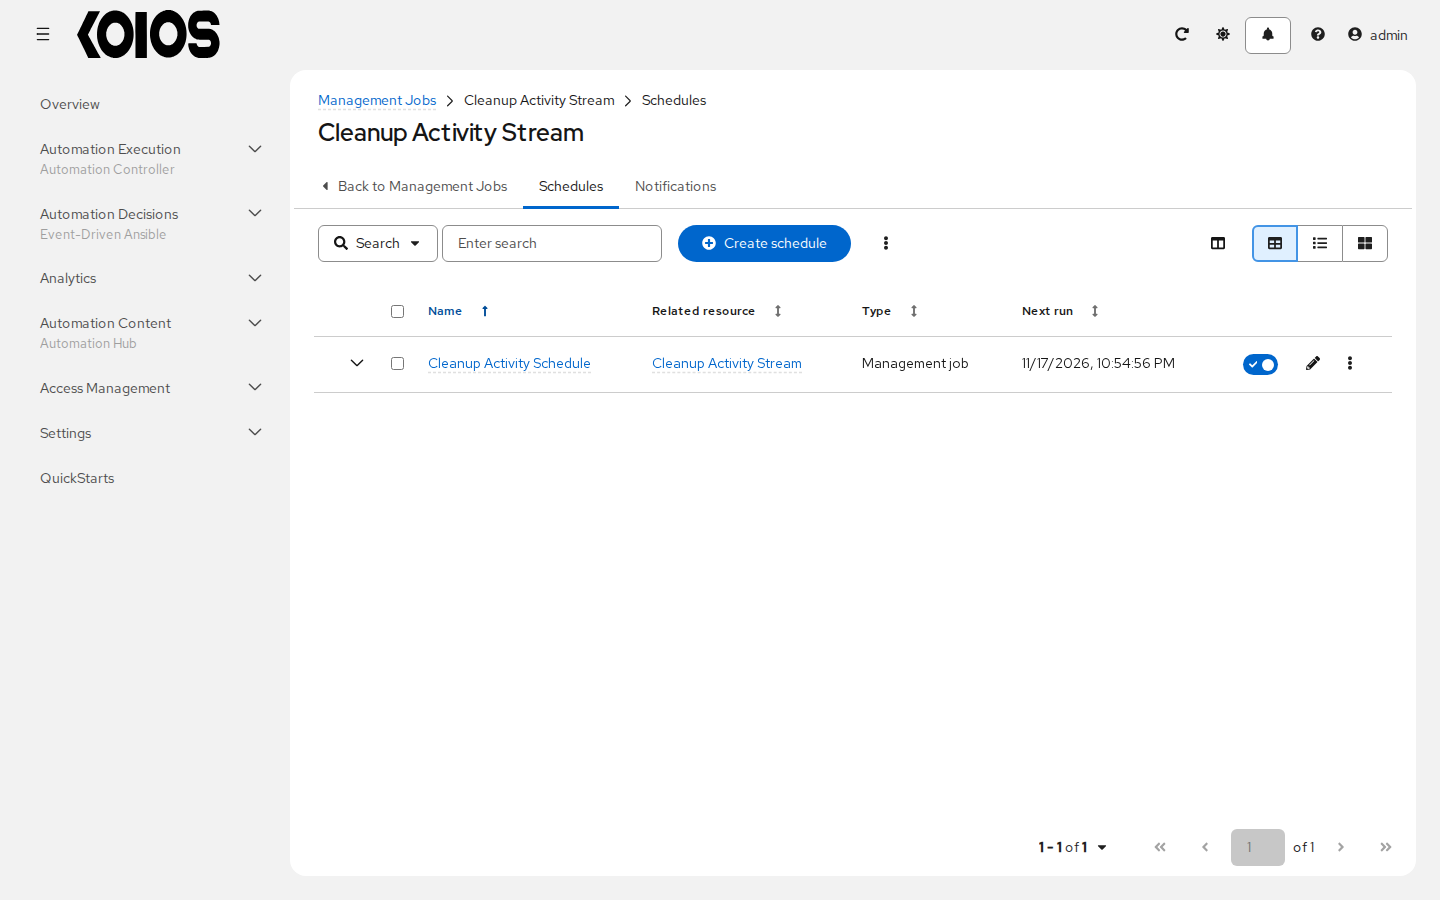 KOIOS
admin
Overview
Automation Execution
Automation Controller
Automation Decisions
Event-Driven Ansible
Analytics
Automation Content
Automation Hub
Access Management
Settings
QuickStarts
Management Jobs Cleanup Activity Stream Schedules
Cleanup Activity Stream
Back to Management Jobs Schedules Notifications
Search Enter search Create schedule
Name Related resource Type Next run
Cleanup Activity Schedule Cleanup Activity Stream Management job 11/17/2026, 10:54:56 PM
1 - 1 of 1 1 of 1